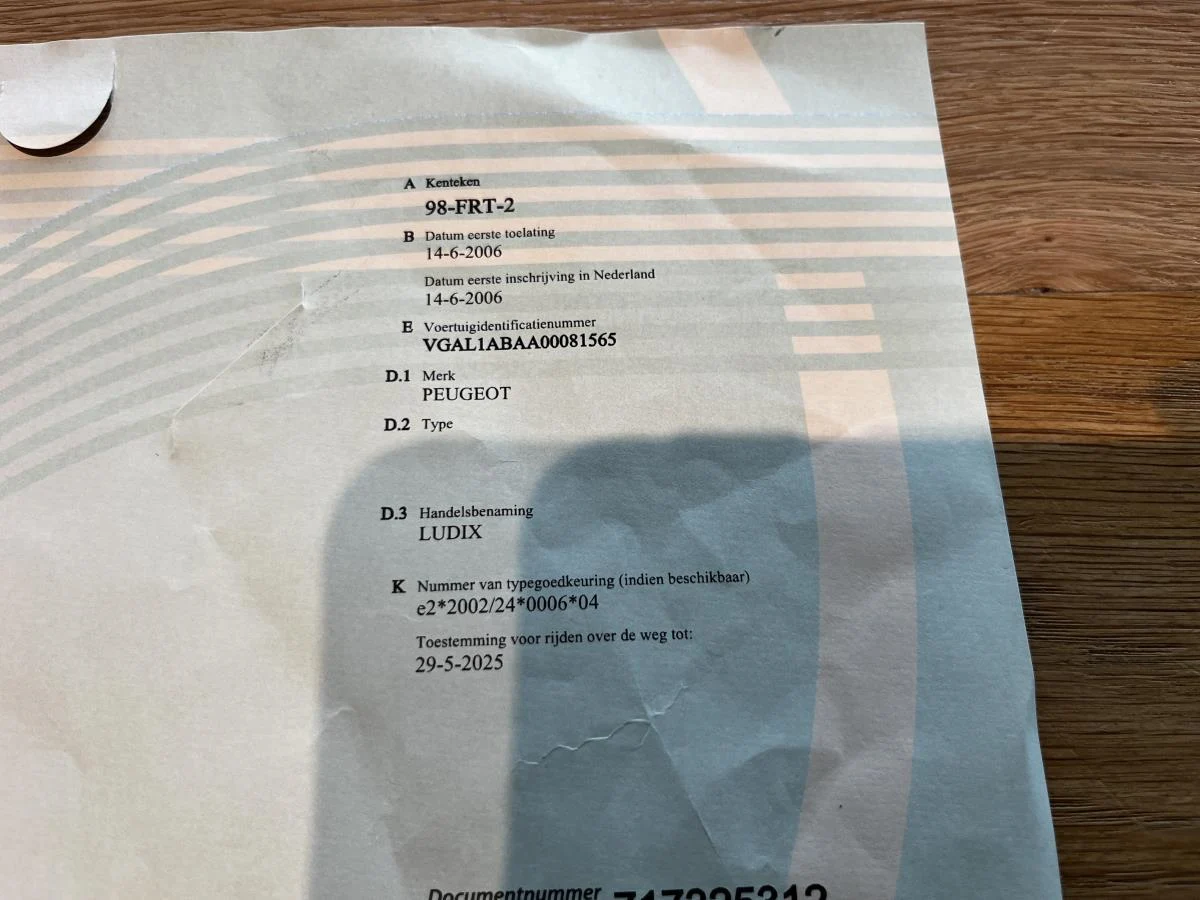 A Kenteken
98-FRT-2
B Datum eerste toelating
14-6-2006
Datum eerste inschrijving in Nederland
14-6-2006
E Voertuigidentificatienummer
VGAL1ABAA00081565
D.1 Merk
PEUGEOT
D.2 Type
D.3 Handelsbenaming
LUDIX
K Nummer van typegoedkeuring (indien beschikbaar)
e2*2002/24*0006*04
Toestemming voor rijden over de weg tot:
29-5-2025
Documentnummer